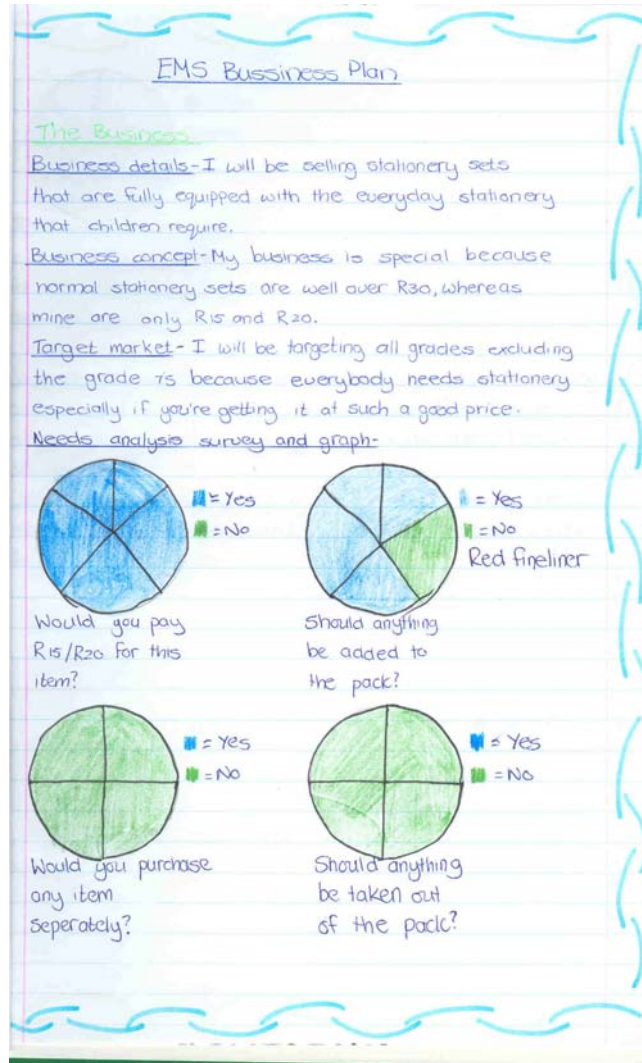 EMS Bussiness Plan
The Business
Business details - I will be selling stationery sets
that are fully equipped with the everyday stationery
that children require.
Business concept - My business is special because
normal stationery sets are well over R30, whereas
mine are only R15 and R20.
Target market - I will be targeting all grades excluding
the grade 7s because everybody needs stationery
especially if you're getting it at such a good price.
Needs analysis survey and graph-
= Yes
= No
= Yes
= No
Red fineliner
Would you pay
R15/R20 for this
item?
Should anything
be added to
the pack?
= Yes
= No
= Yes
= No
Would you purchase
any item
seperately?
Should anything
be taken out
of the pack?